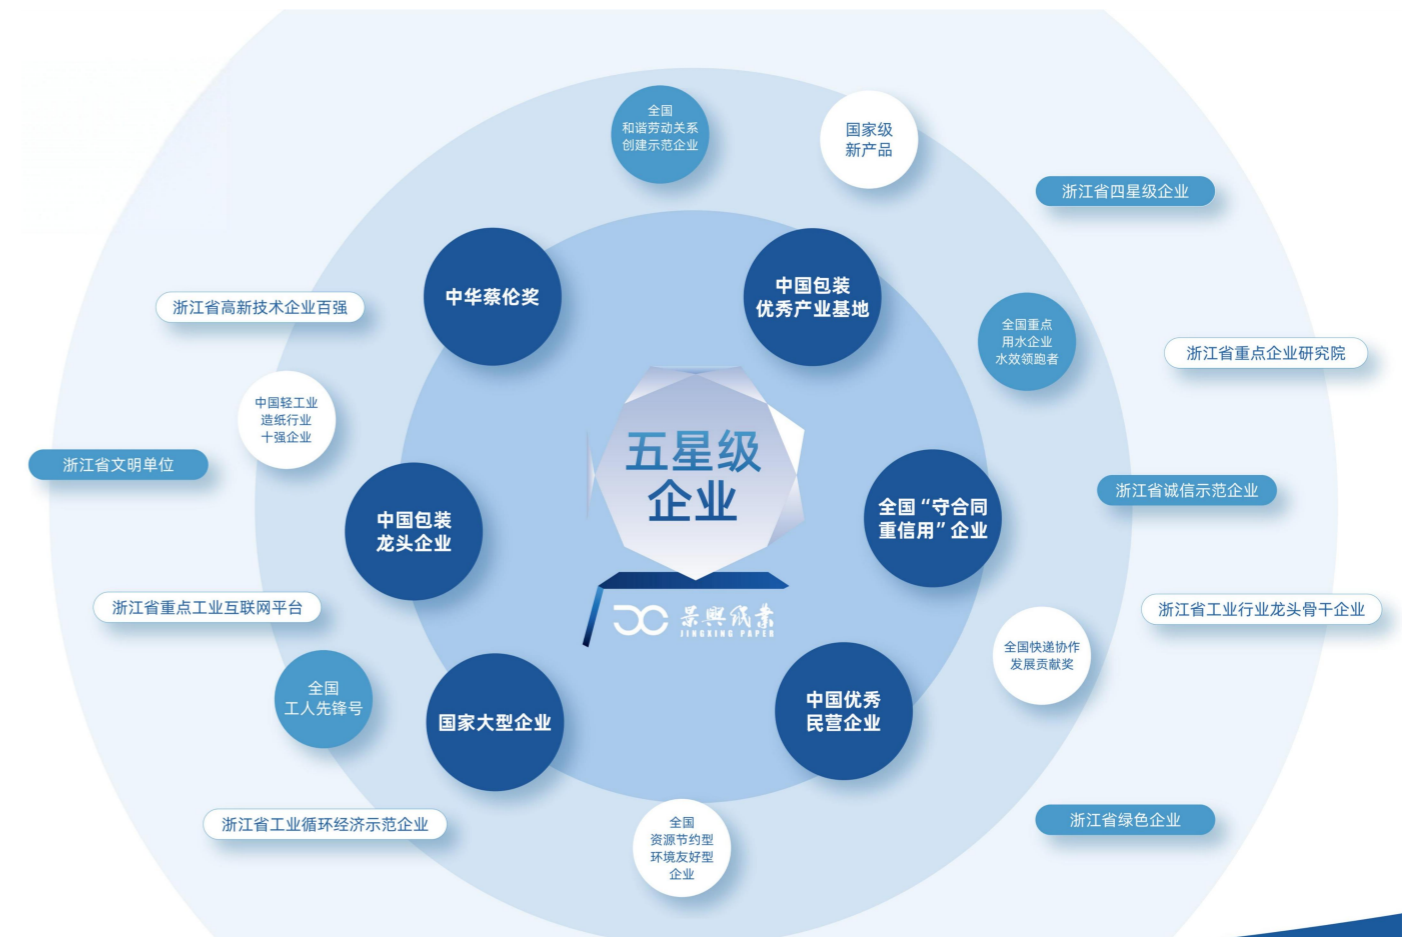 全国
和谐劳动关系
创建示范企业
国家级
新产品
浙江省四星级企业
中华蔡伦奖
中国包装
优秀产业基地
浙江省高新技术企业百强
全国重点
用水企业
水效领跑者
浙江省重点企业研究院
中国轻工业
造纸行业
十强企业
五星级
企业
浙江省文明单位
浙江省诚信示范企业
中国包装
龙头企业
全国“守合同
重信用”企业
浙江省重点工业互联网平台
景興紙業
JINGXING PAPER
浙江省工业行业龙头骨干企业
全国快递协作
发展贡献奖
全国
工人先锋号
国家大型企业
中国优秀
民营企业
浙江省工业循环经济示范企业
全国
资源节约型
环境友好型
企业
浙江省绿色企业